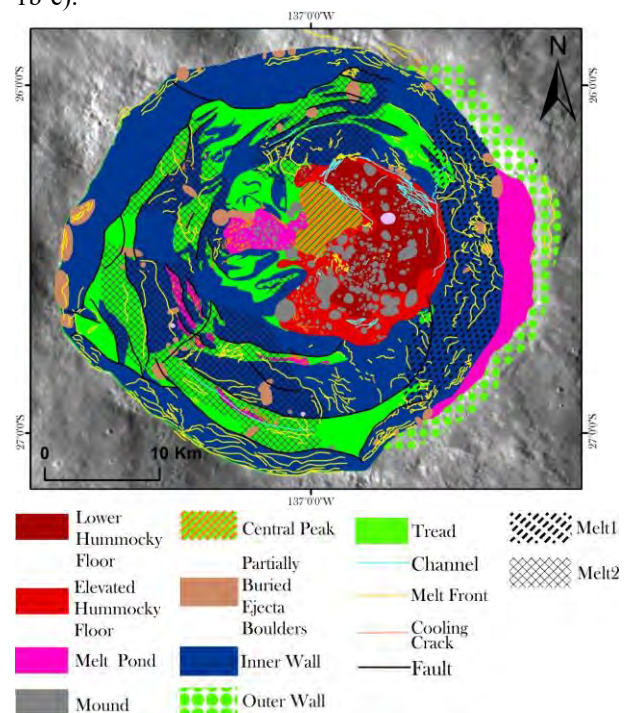 1b-c).
137°0'0"W
N
26°0'0"S
26°0'0"S
27°0'0"S
27°0'0"S
0
10 Km
137°0'0"W
Lower
Hummocky
Floor
Elevated
Hummocky
Floor
Melt Pond
Mound
Central Peak
Partially
Buried
Ejecta
Boulders
Inner Wall
Outer Wall
Tread
Channel
Melt Front
Cooling
Crack
Fault
Melt1
Melt2